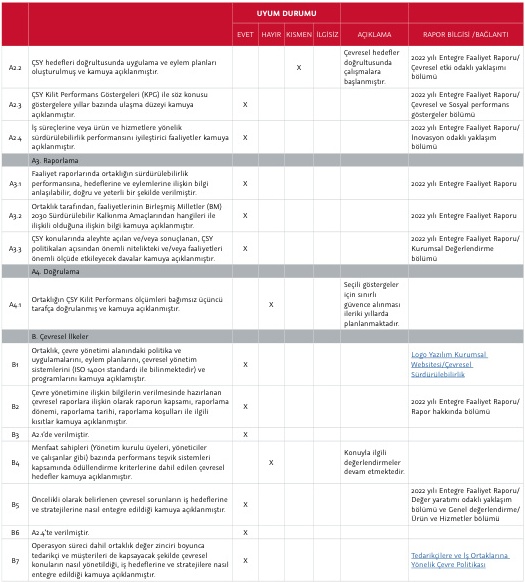 UYUM DURUMU
EVET HAYIR KISMEN İLGİSİZ AÇIKLAMA RAPOR BİLGİSİ /BAĞLANTI
A2.2
ÇSY hedefleri doğrultusunda uygulama ve eylem planları
oluşturulmuş ve kamuya açıklanmıştır.
X
Çevresel hedefler
doğrultusunda
çalışmalara
başlanmıştır.
2022 yılı Entegre Faaliyet Raporu/
Çevresel etki odaklı yaklaşımı
bölümü
A2.3
ÇSY Kilit Performans Göstergeleri (KPG) ile söz konusu
göstergelere yıllar bazında ulaşma düzeyi kamuya
açıklanmıştır.
X
2022 yılı Entegre Faaliyet Raporu/
Çevresel ve Sosyal performans
göstergeler bölümü
A2.4
İş süreçlerine veya ürün ve hizmetlere yönelik
sürdürülebilirlik performansını iyileştirici faaliyetler kamuya
açıklanmıştır.
X
2022 yılı Entegre Faaliyet Raporu/
İnovasyon odaklı yaklaşım
bölümü
A3. Raporlama
A3.1
Faaliyet raporlarında ortaklığın sürdürülebilirlik
performansına, hedeflerine ve eylemlerine ilişkin bilgi
anlaşılabilir, doğru ve yeterli bir şekilde verilmiştir.
X
2022 yılı Entegre Faaliyet Raporu
A3.2
Ortaklık tarafından, faaliyetlerinin Birleşmiş Milletler (BM)
2030 Sürdürülebilir Kalkınma Amaçlarından hangileri ile
ilişkili olduğuna ilişkin bilgi kamuya açıklanmıştır.
X
2022 yılı Entegre Faaliyet Raporu
A3.3
ÇSY konularında aleyhte açılan ve/veya sonuçlanan, ÇSY
politikaları açısından önemli nitelikteki ve/veya faaliyetleri
önemli ölçüde etkileyecek davalar kamuya açıklanmıştır.
X
2022 yılı Entegre Faaliyet Raporu/
Kurumsal Değerlendirme
bölümü
A4. Doğrulama
A4.1
Ortaklığın ÇSY Kilit Performans ölçümleri bağımsız üçüncü
tarafça doğrulanmış ve kamuya açıklanmıştır.
X
Seçili göstergeler
için sınırlı
güvence alınması
ileriki yıllarda
planlanmaktadır.
B. Çevresel İlkeler
B1
Ortaklık, çevre yönetimi alanındaki politika ve
uygulamalarını, eylem planlarını, çevresel yönetim
sistemlerini (ISO 14001 standardı ile bilinmektedir) ve
programlarını kamuya açıklamıştır.
X
Logo Yazılım Kurumsal
Websitesi/Çevresel
Sürdürülebilirlik
B2
Çevre yönetimine ilişkin bilgilerin verilmesinde hazırlanan
çevresel raporlara ilişkin olarak raporun kapsamı, raporlama
dönemi, raporlama tarihi, raporlama koşulları ile ilgili
kısıtlar kamuya açıklanmıştır.
X
2022 yılı Entegre Faaliyet Raporu/
Rapor hakkında bölümü
B3
A2.1'de verilmiştir.
X
B4
Menfaat sahipleri (Yönetim kurulu üyeleri, yöneticiler
ve çalışanlar gibi) bazında performans teşvik sistemleri
kapsamında ödüllendirme kriterlerine dahil edilen çevresel
hedefler kamuya açıklanmıştır.
X
Konuyla ilgili
değerlendirmeler
devam etmektedir.
B5
Öncelikli olarak belirlenen çevresel sorunların iş hedeflerine
ve stratejilerine nasıl entegre edildiği kamuya açıklanmıştır.
X
2022 yılı Entegre Faaliyet Raporu/
Değer yaratımı odaklı yaklaşım
bölümü ve Genel değerlendirme/
Ürün ve Hizmetler bölümü
B6
A2.4'te verilmiştir.
X
B7
Operasyon süreci dahil ortaklık değer zinciri boyunca
tedarikçi ve müşterileri de kapsayacak şekilde çevresel
konuların nasıl yönetildiği, iş hedeflerine ve stratejilere nasıl
entegre edildiği kamuya açıklanmıştır.
X
Tedarikçilere ve İş Ortaklarına
Yönelik Çevre Politikası